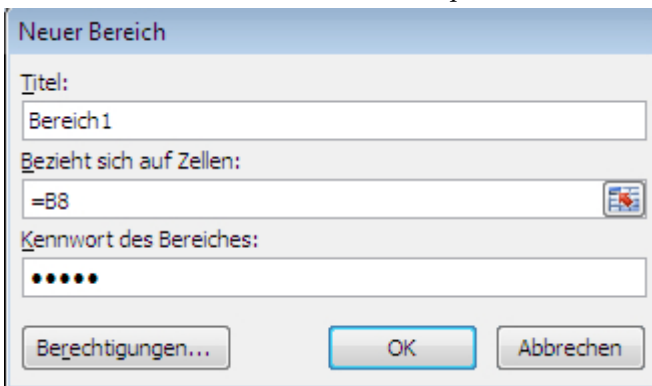 Neuer Bereich
Titel:
Bereich1
Bezieht sich auf Zellen:
=B8
Kennwort des Bereiches:
●●●●●
Berechtigungen... OK Abbrechen